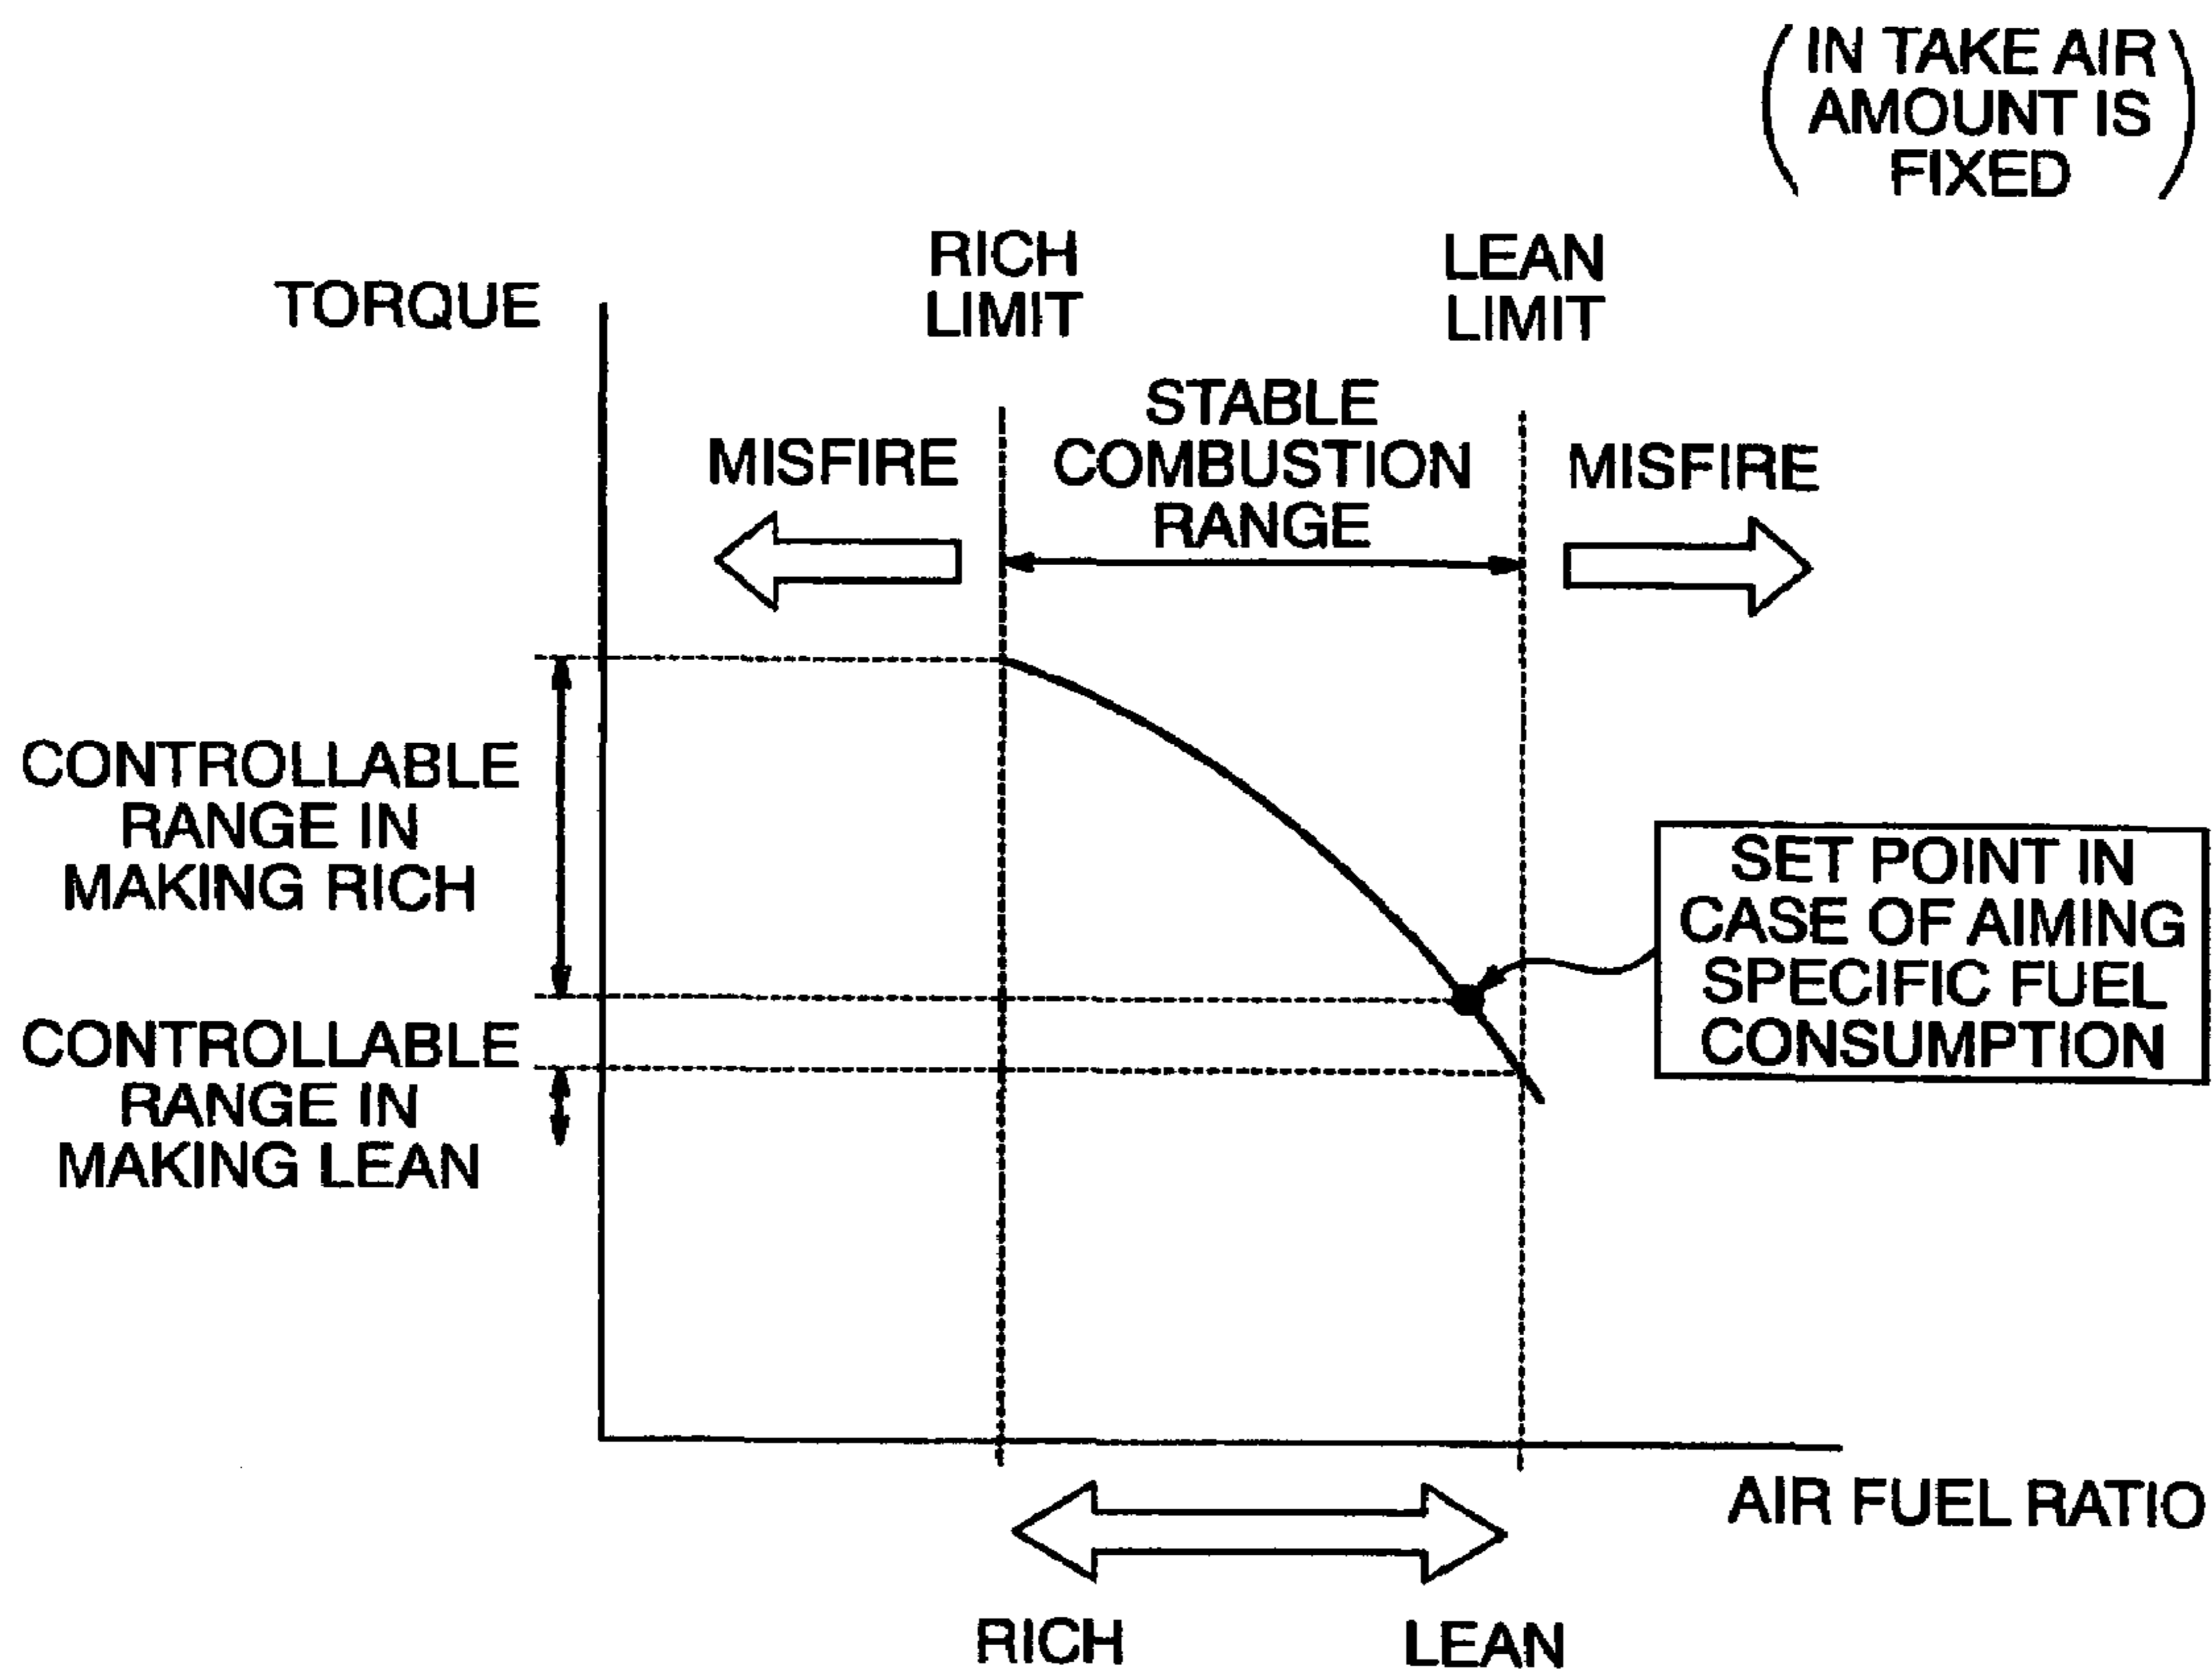 ( IN TAKE AIR
AMOUNT IS
FIXED )
RICH
LIMIT
LEAN
LIMIT
TORQUE
STABLE
COMBUSTION
RANGE
MISFIRE
MISFIRE
CONTROLLABLE
RANGE IN
MAKING RICH
SET POINT IN
CASE OF AIMING
SPECIFIC FUEL
CONSUMPTION
CONTROLLABLE
RANGE IN
MAKING LEAN
AIR FUEL RATIO
RICH
LEAN